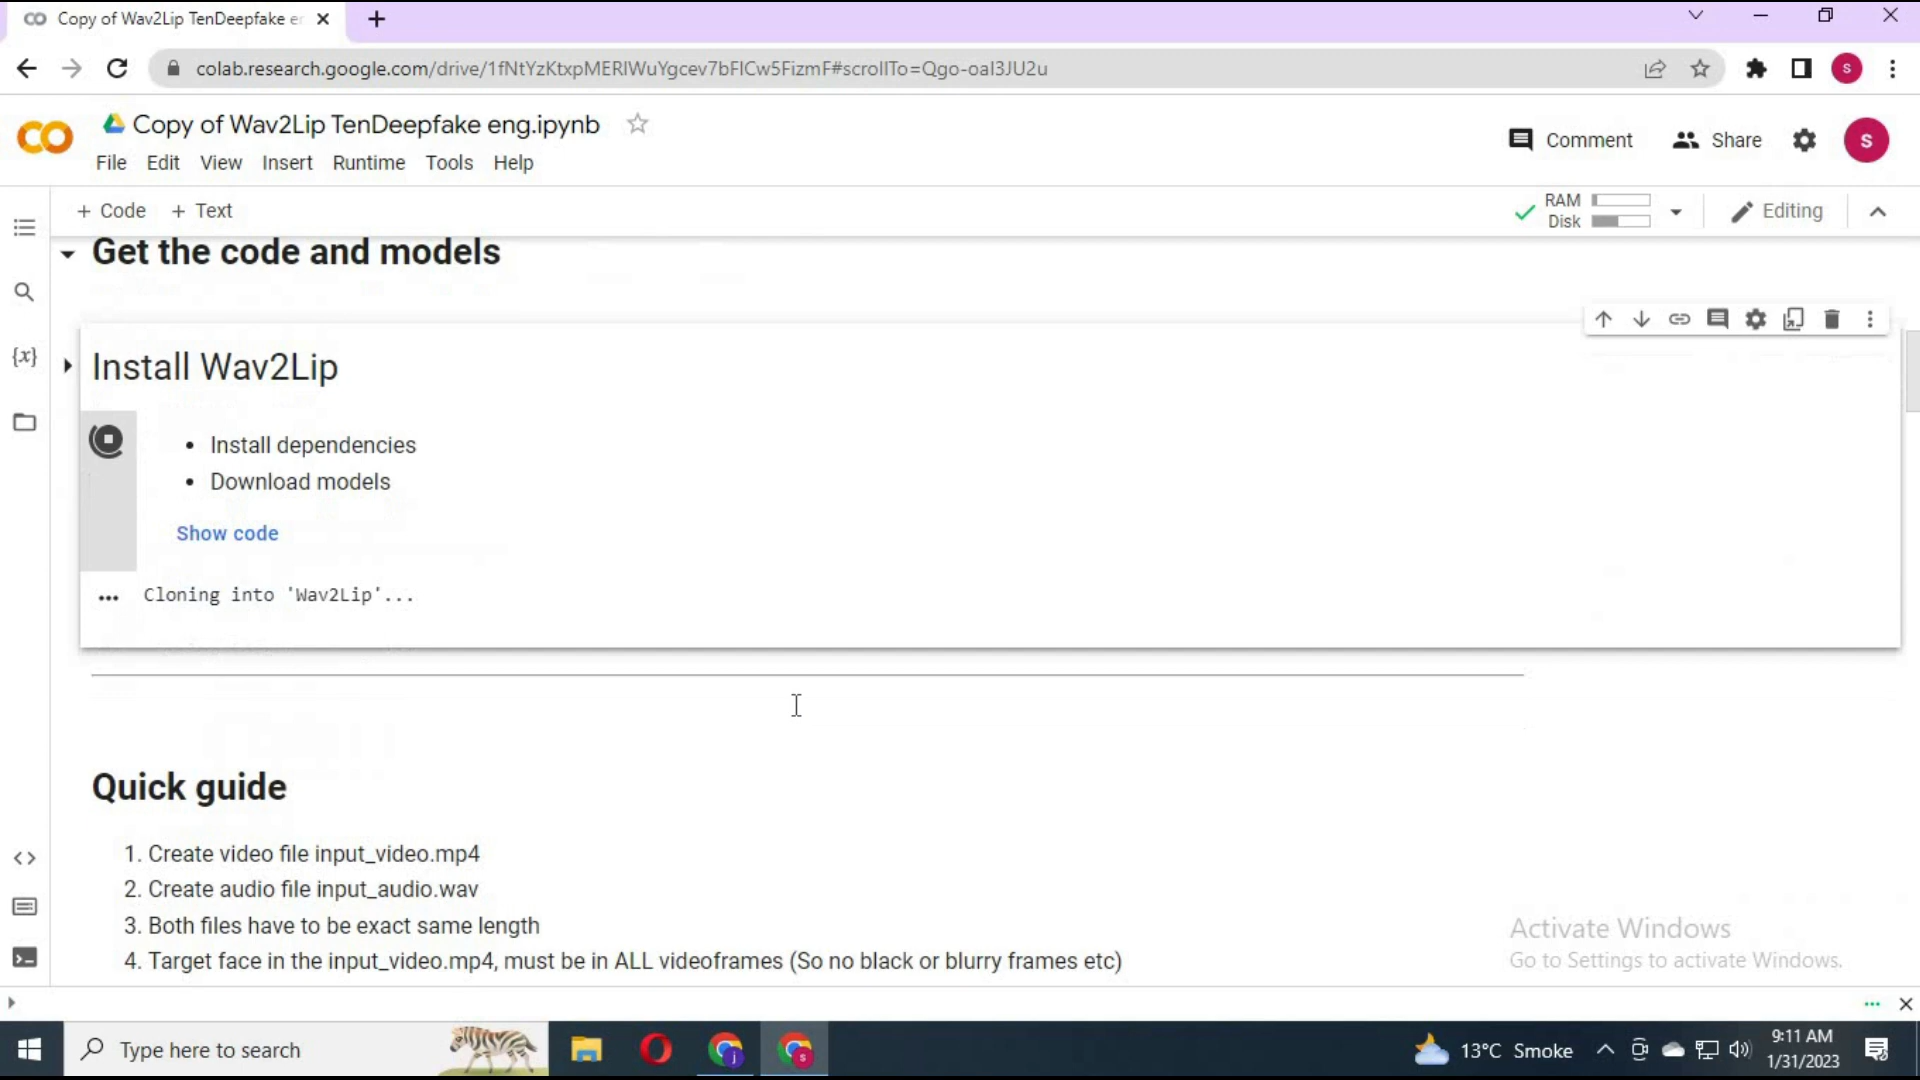 Copy of Wav2Lip TenDeepfake en
colab.research.google.com/drive/1fNtYzKtxpMERlWuYgcev7bFlCw5FizmF#scrollTo=Qgo-oal3JU2u
s
Copy of Wav2Lip TenDeepfake eng.ipynb
Comment
Share
s
File Edit View Insert Runtime Tools Help
+ Code + Text
RAM
Disk
Editing
Get the code and models
{x}
Install Wav2Lip
• Install dependencies
• Download models
Show code
... Cloning into 'Wav2Lip'...
Quick guide
1. Create video file input_video.mp4
2. Create audio file input_audio.wav
3. Both files have to be exact same length
4. Target face in the input_video.mp4, must be in ALL videoframes (So no black or blurry frames etc)
Activate Windows
Go to Settings to activate Windows.
Type here to search
j
s
13°C Smoke
9:11 AM
1/31/2023